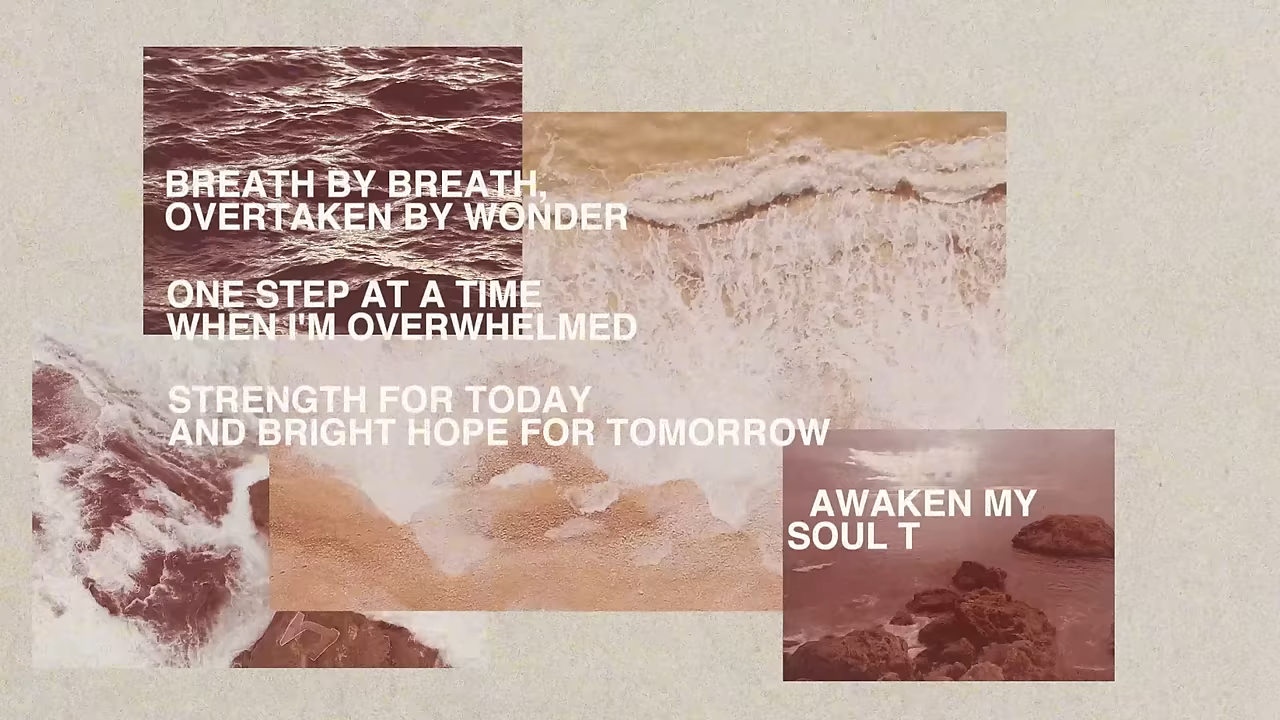 BREATH BY BREATH,
OVERTAKEN BY WONDER
ONE STEP AT A TIME
WHEN I'M OVERWHELMED
STRENGTH FOR TODAY
AND BRIGHT HOPE FOR TOMORROW
AWAKEN MY
SOUL T